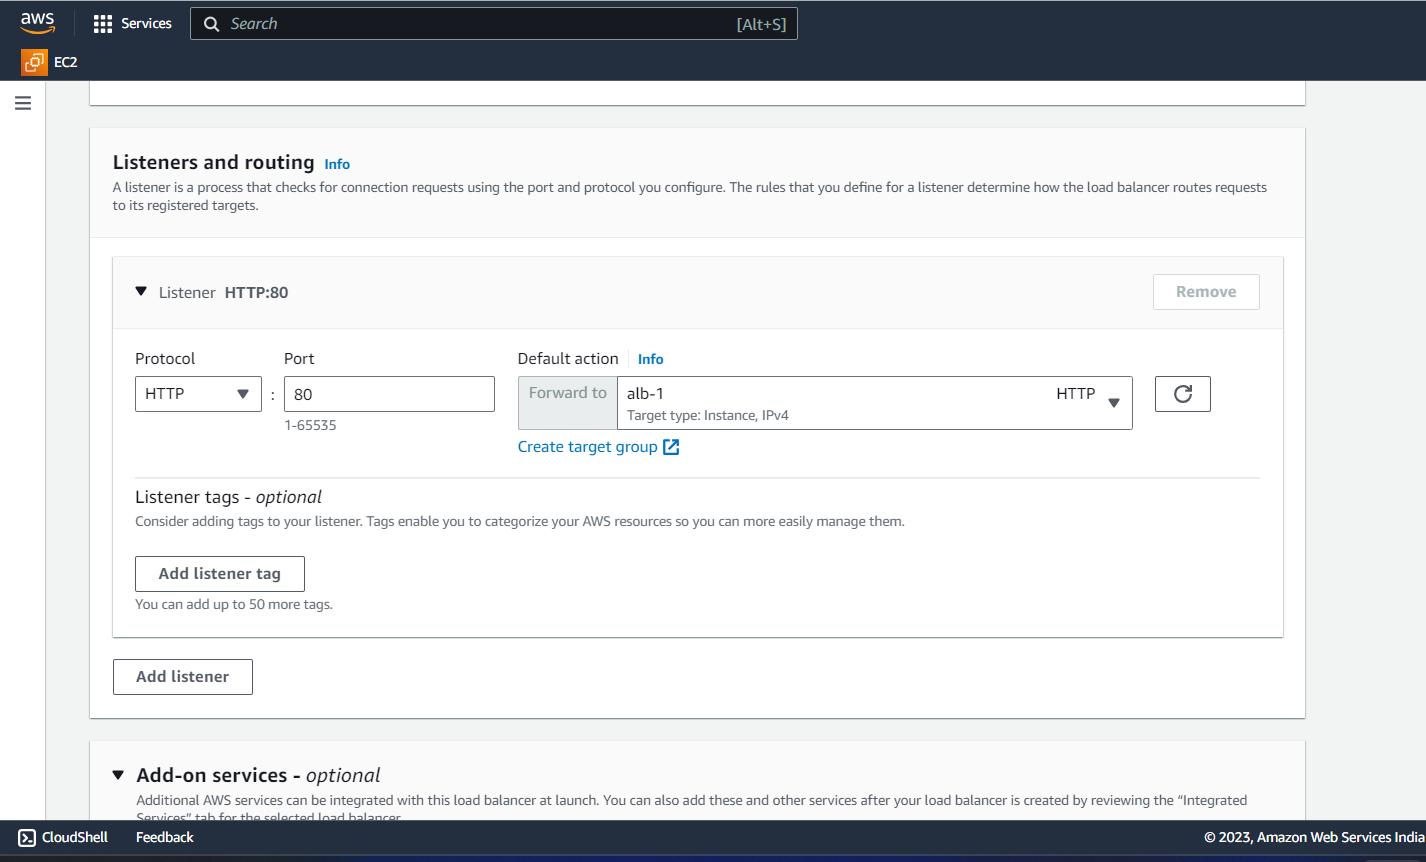 aws Services Search [Alt+S]
EC2
Listeners and routing Info
A listener is a process that checks for connection requests using the port and protocol you configure. The rules that you define for a listener determine how the load balancer routes requests
to its registered targets.
Listener HTTP:80 Remove
Protocol Port Default action Info
HTTP : 80 Forward to alb-1 HTTP
Target type: Instance, IPv4
1-65535
Create target group
Listener tags - optional
Consider adding tags to your listener. Tags enable you to categorize your AWS resources so you can more easily manage them.
Add listener tag
You can add up to 50 more tags.
Add listener
Add-on services - optional
Additional AWS services can be integrated with this load balancer at launch. You can also add these and other services after your load balancer is created by reviewing the “Integrated
Services” tab for the selected load balancer.
CloudShell Feedback © 2023, Amazon Web Services India